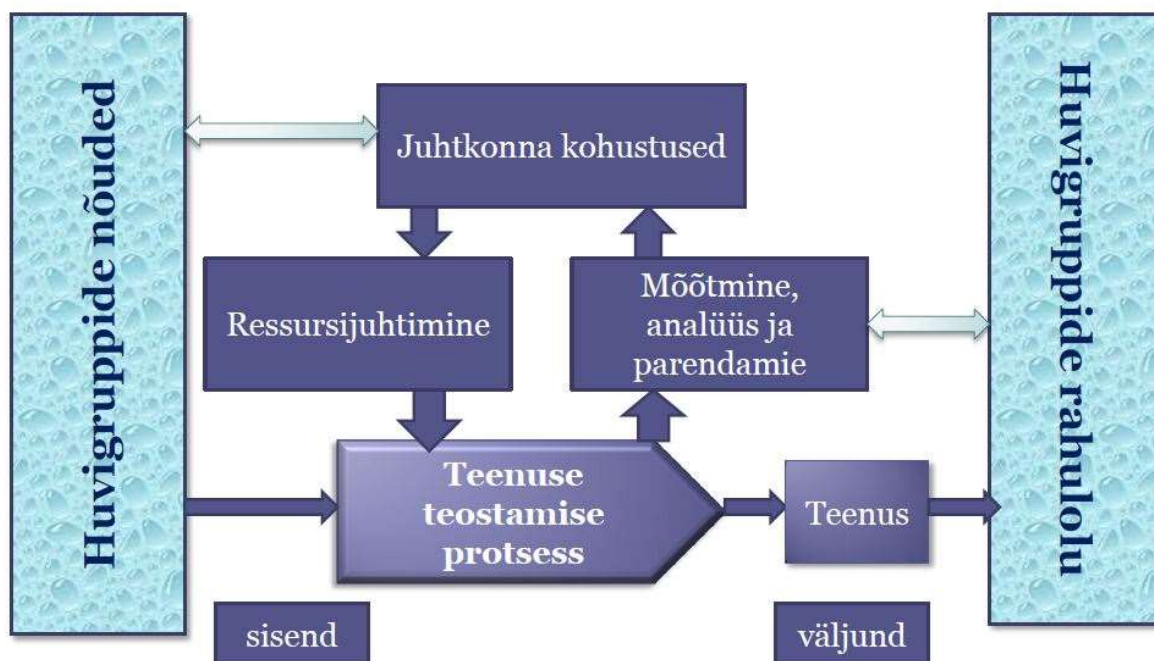 Huvigruppide nõuded
Juhtkonna kohustused
Ressursijuhtimine
Mõõtmine,
analüüs ja
parendamie
Teenuse
teostamise
protsess
Teenus
Huvigruppide rahulolu
sisend
väljund